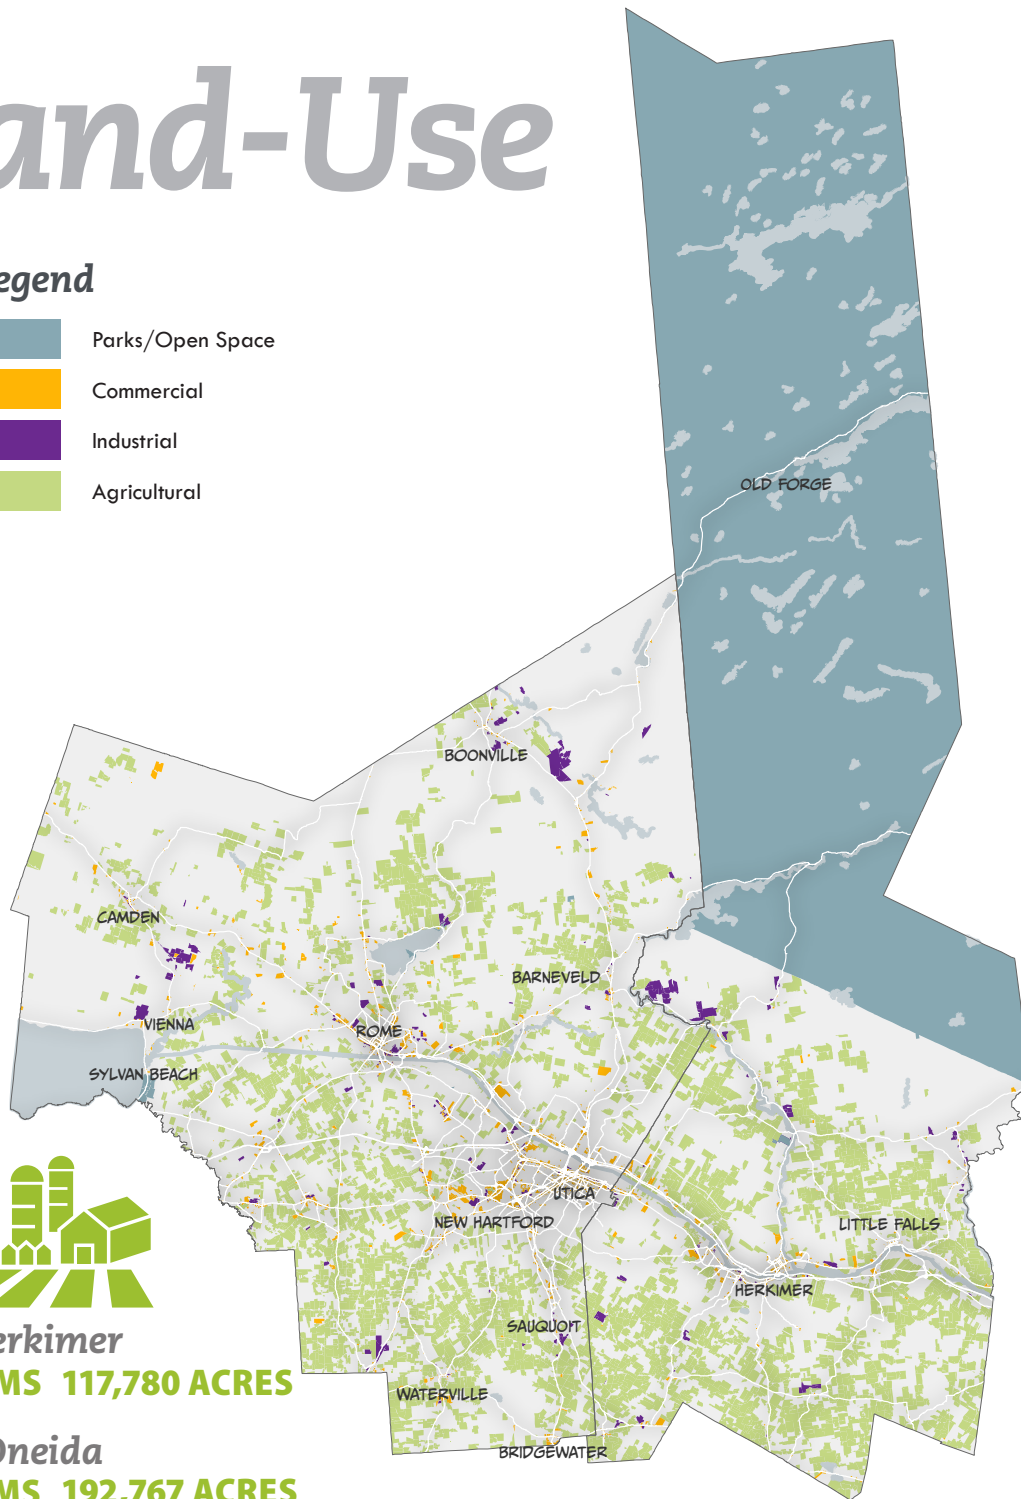 and-Use
egend
Parks/Open Space
Commercial
Industrial
Agricultural
OLD FORGE
BOONVILLE
CAMDEN
BARNEVELD
VIENNA
ROME
SYLVAN BEACH
UTICA
NEW HARTFORD
LITTLE FALLS
HERKIMER
SAUQUOIT
WATERVILLE
BRIDGEWATER
erkimer
MS 117,780 ACRES
Oneida
MS 192,767 ACRES